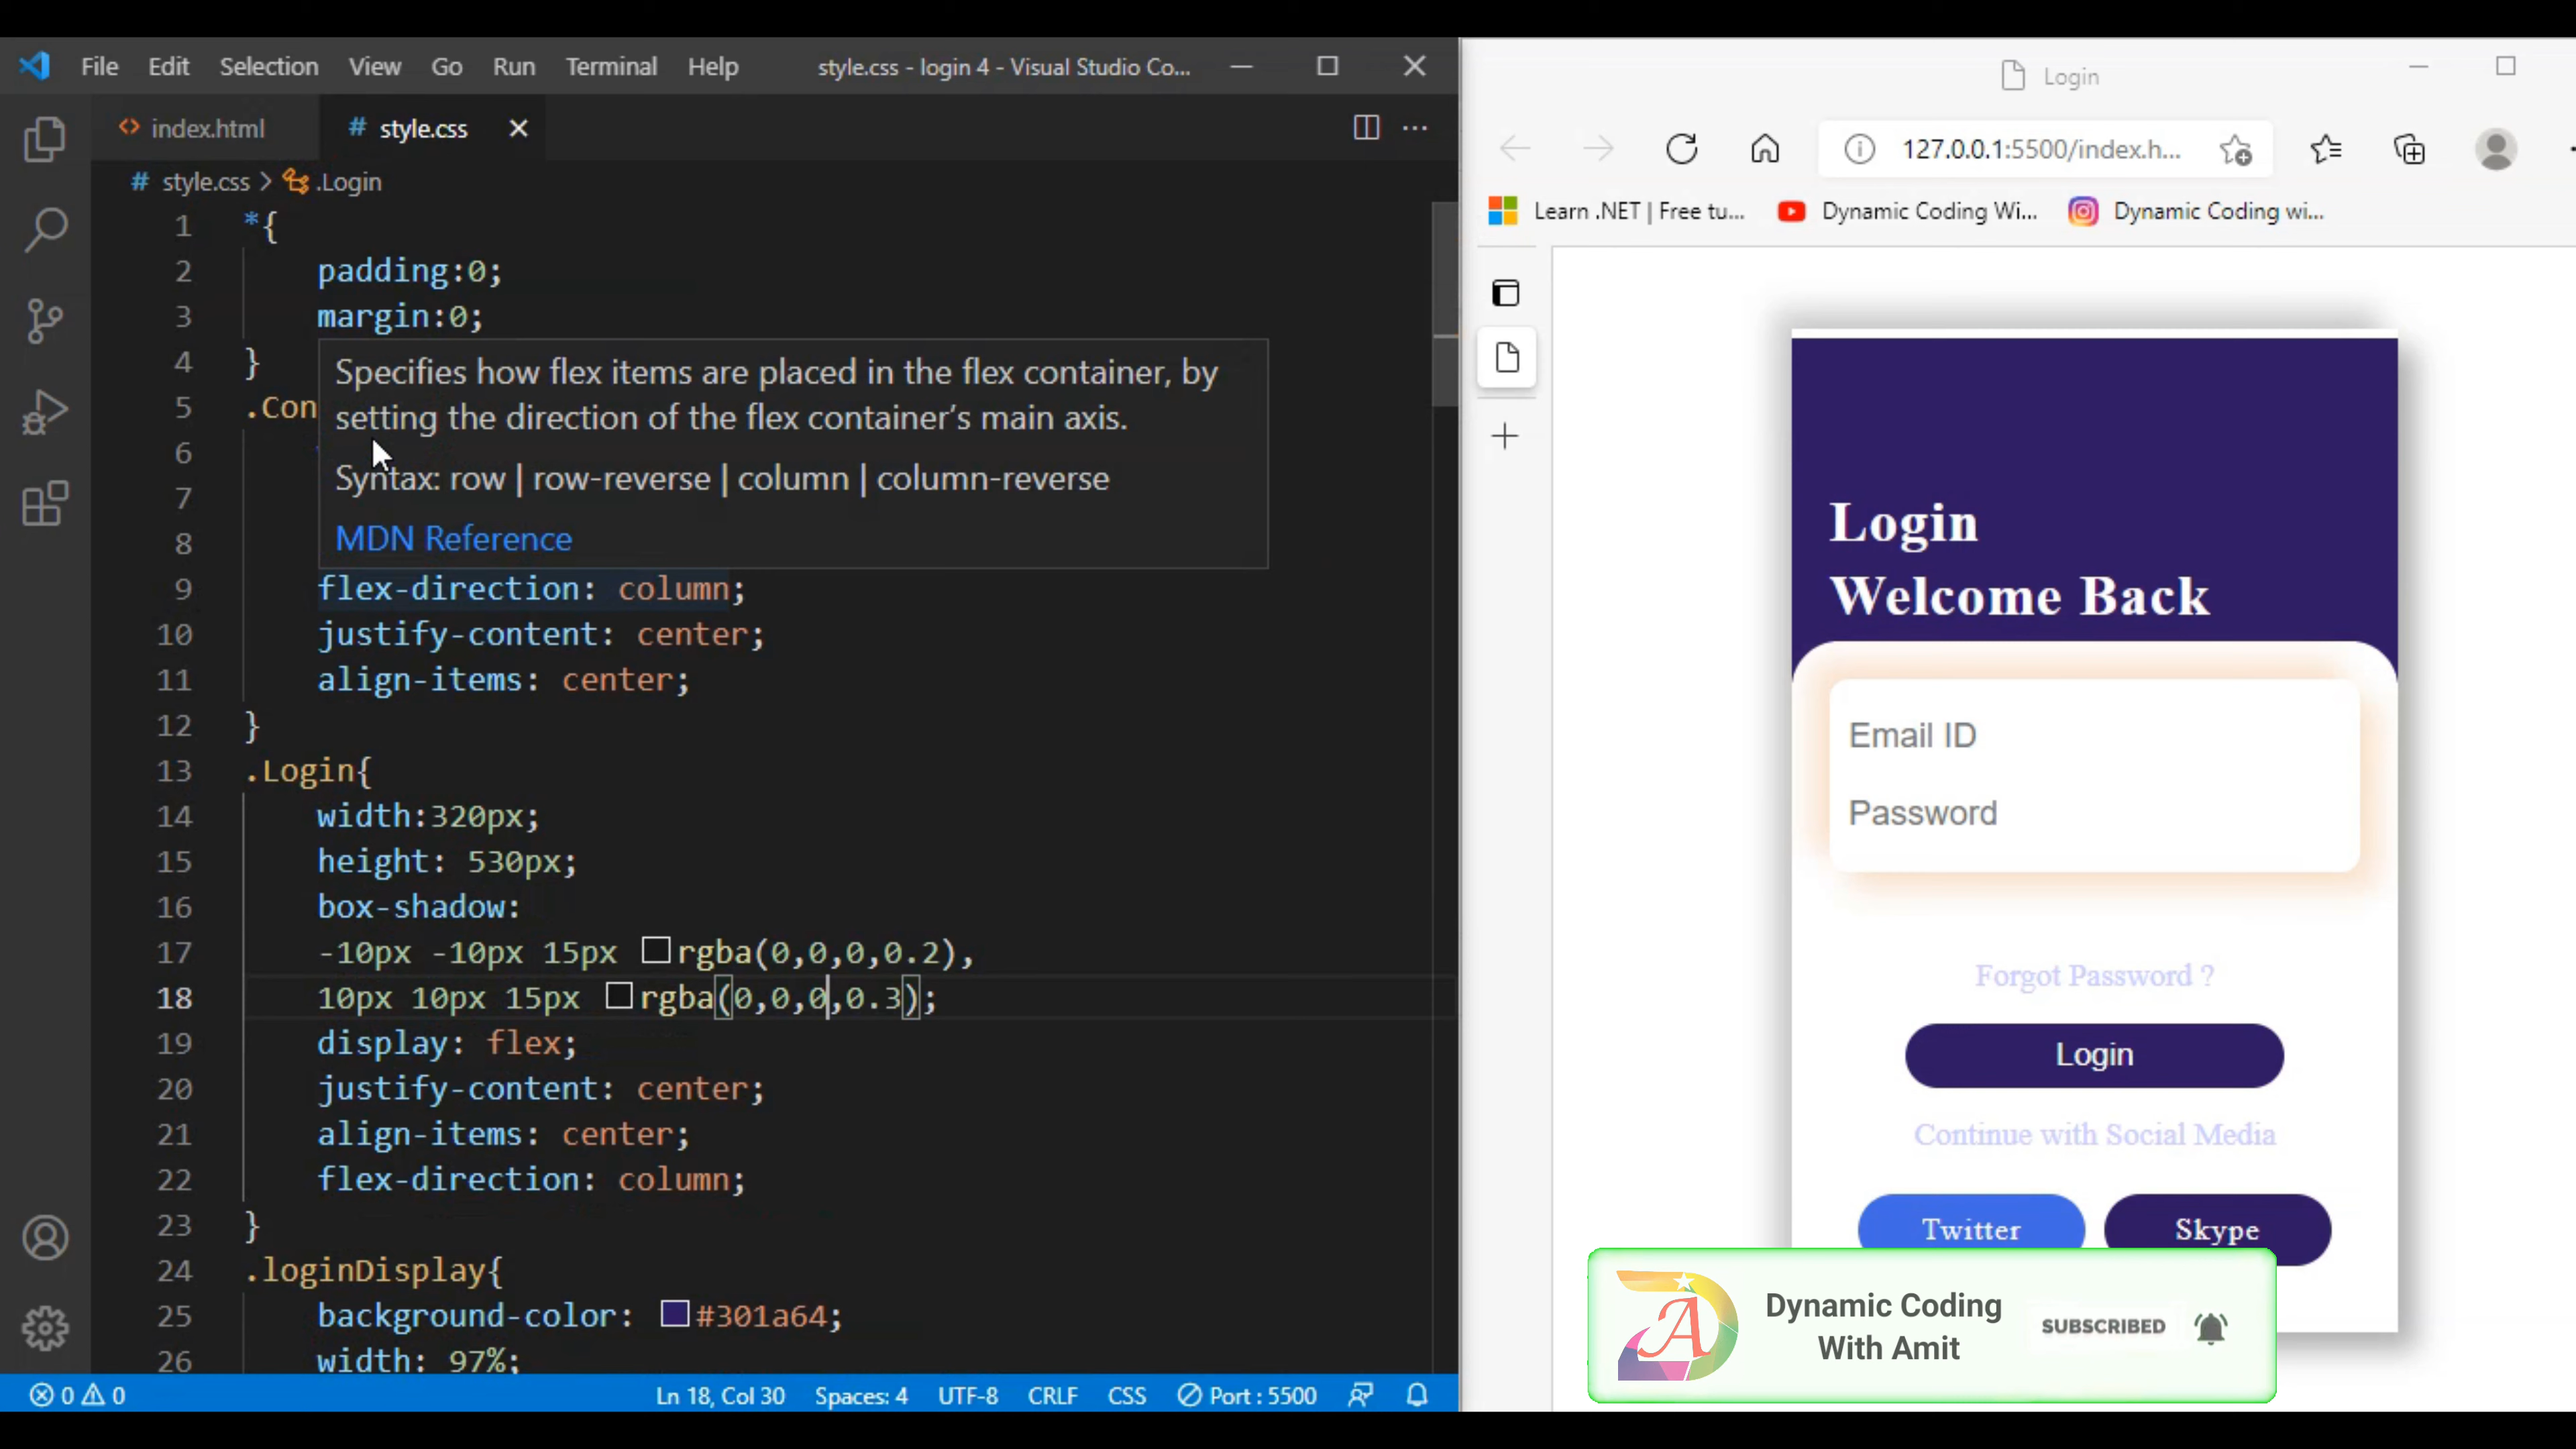 File Edit Selection View Go Run Terminal Help style.css - login 4 - Visual Studio Co...
index.html # style.css
# style.css > .Login
1 *{
2 padding:0;
3 margin:0;
4 }
5 .Con
6
7
8
Specifies how flex items are placed in the flex container, by
setting the direction of the flex container's main axis.
Syntax: row | row-reverse | column | column-reverse
MDN Reference
9 flex-direction: column;
10 justify-content: center;
11 align-items: center;
12 }
13 .Login{
14 width:320px;
15 height: 530px;
16 box-shadow:
17 -10px -10px 15px rgba(0,0,0,0.2),
18 10px 10px 15px rgba(0,0,0,0.3);
19 display: flex;
20 justify-content: center;
21 align-items: center;
22 flex-direction: column;
23 }
24 .loginDisplay{
25 background-color: #301a64;
26 width: 97%;
0 0 Ln 18, Col 30 Spaces: 4 UTF-8 CRLF CSS Port : 5500
Login
127.0.0.1:5500/index.h...
Learn .NET | Free tu... Dynamic Coding Wi... Dynamic Coding wi...
Login
Welcome Back
Email ID
Password
Forgot Password ?
Login
Continue with Social Media
Twitter Skype
A
Dynamic Coding
With Amit
SUBSCRIBED